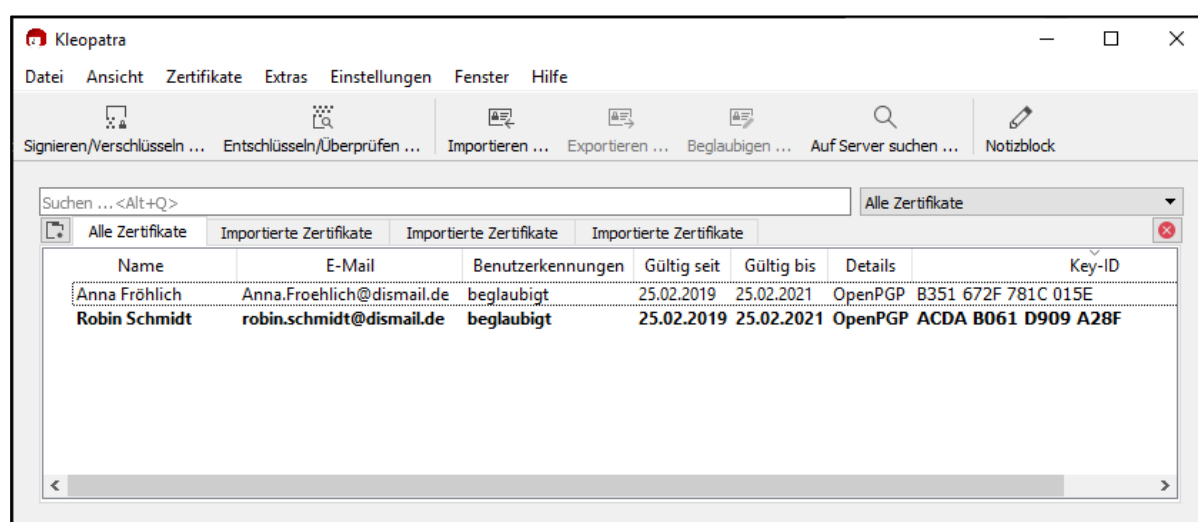 Kleopatra
Datei Ansicht Zertifikate Extras Einstellungen Fenster Hilfe
Signieren/Verschlüsseln ... Entschlüsseln/Überprüfen ... Importieren ... Exportieren ... Beglaubigen ... Auf Server suchen ... Notizblock
Suchen ...<Alt+Q> Alle Zertifikate
Alle Zertifikate Importierte Zertifikate Importierte Zertifikate Importierte Zertifikate
Name E-Mail Benutzerkennungen Gültig seit Gültig bis Details Key-ID
Anna Fröhlich Anna.Froehlich@dismail.de beglaubigt 25.02.2019 25.02.2021 OpenPGP B351 672F 781C 015E
Robin Schmidt robin.schmidt@dismail.de beglaubigt 25.02.2019 25.02.2021 OpenPGP ACDA B061 D909 A28F